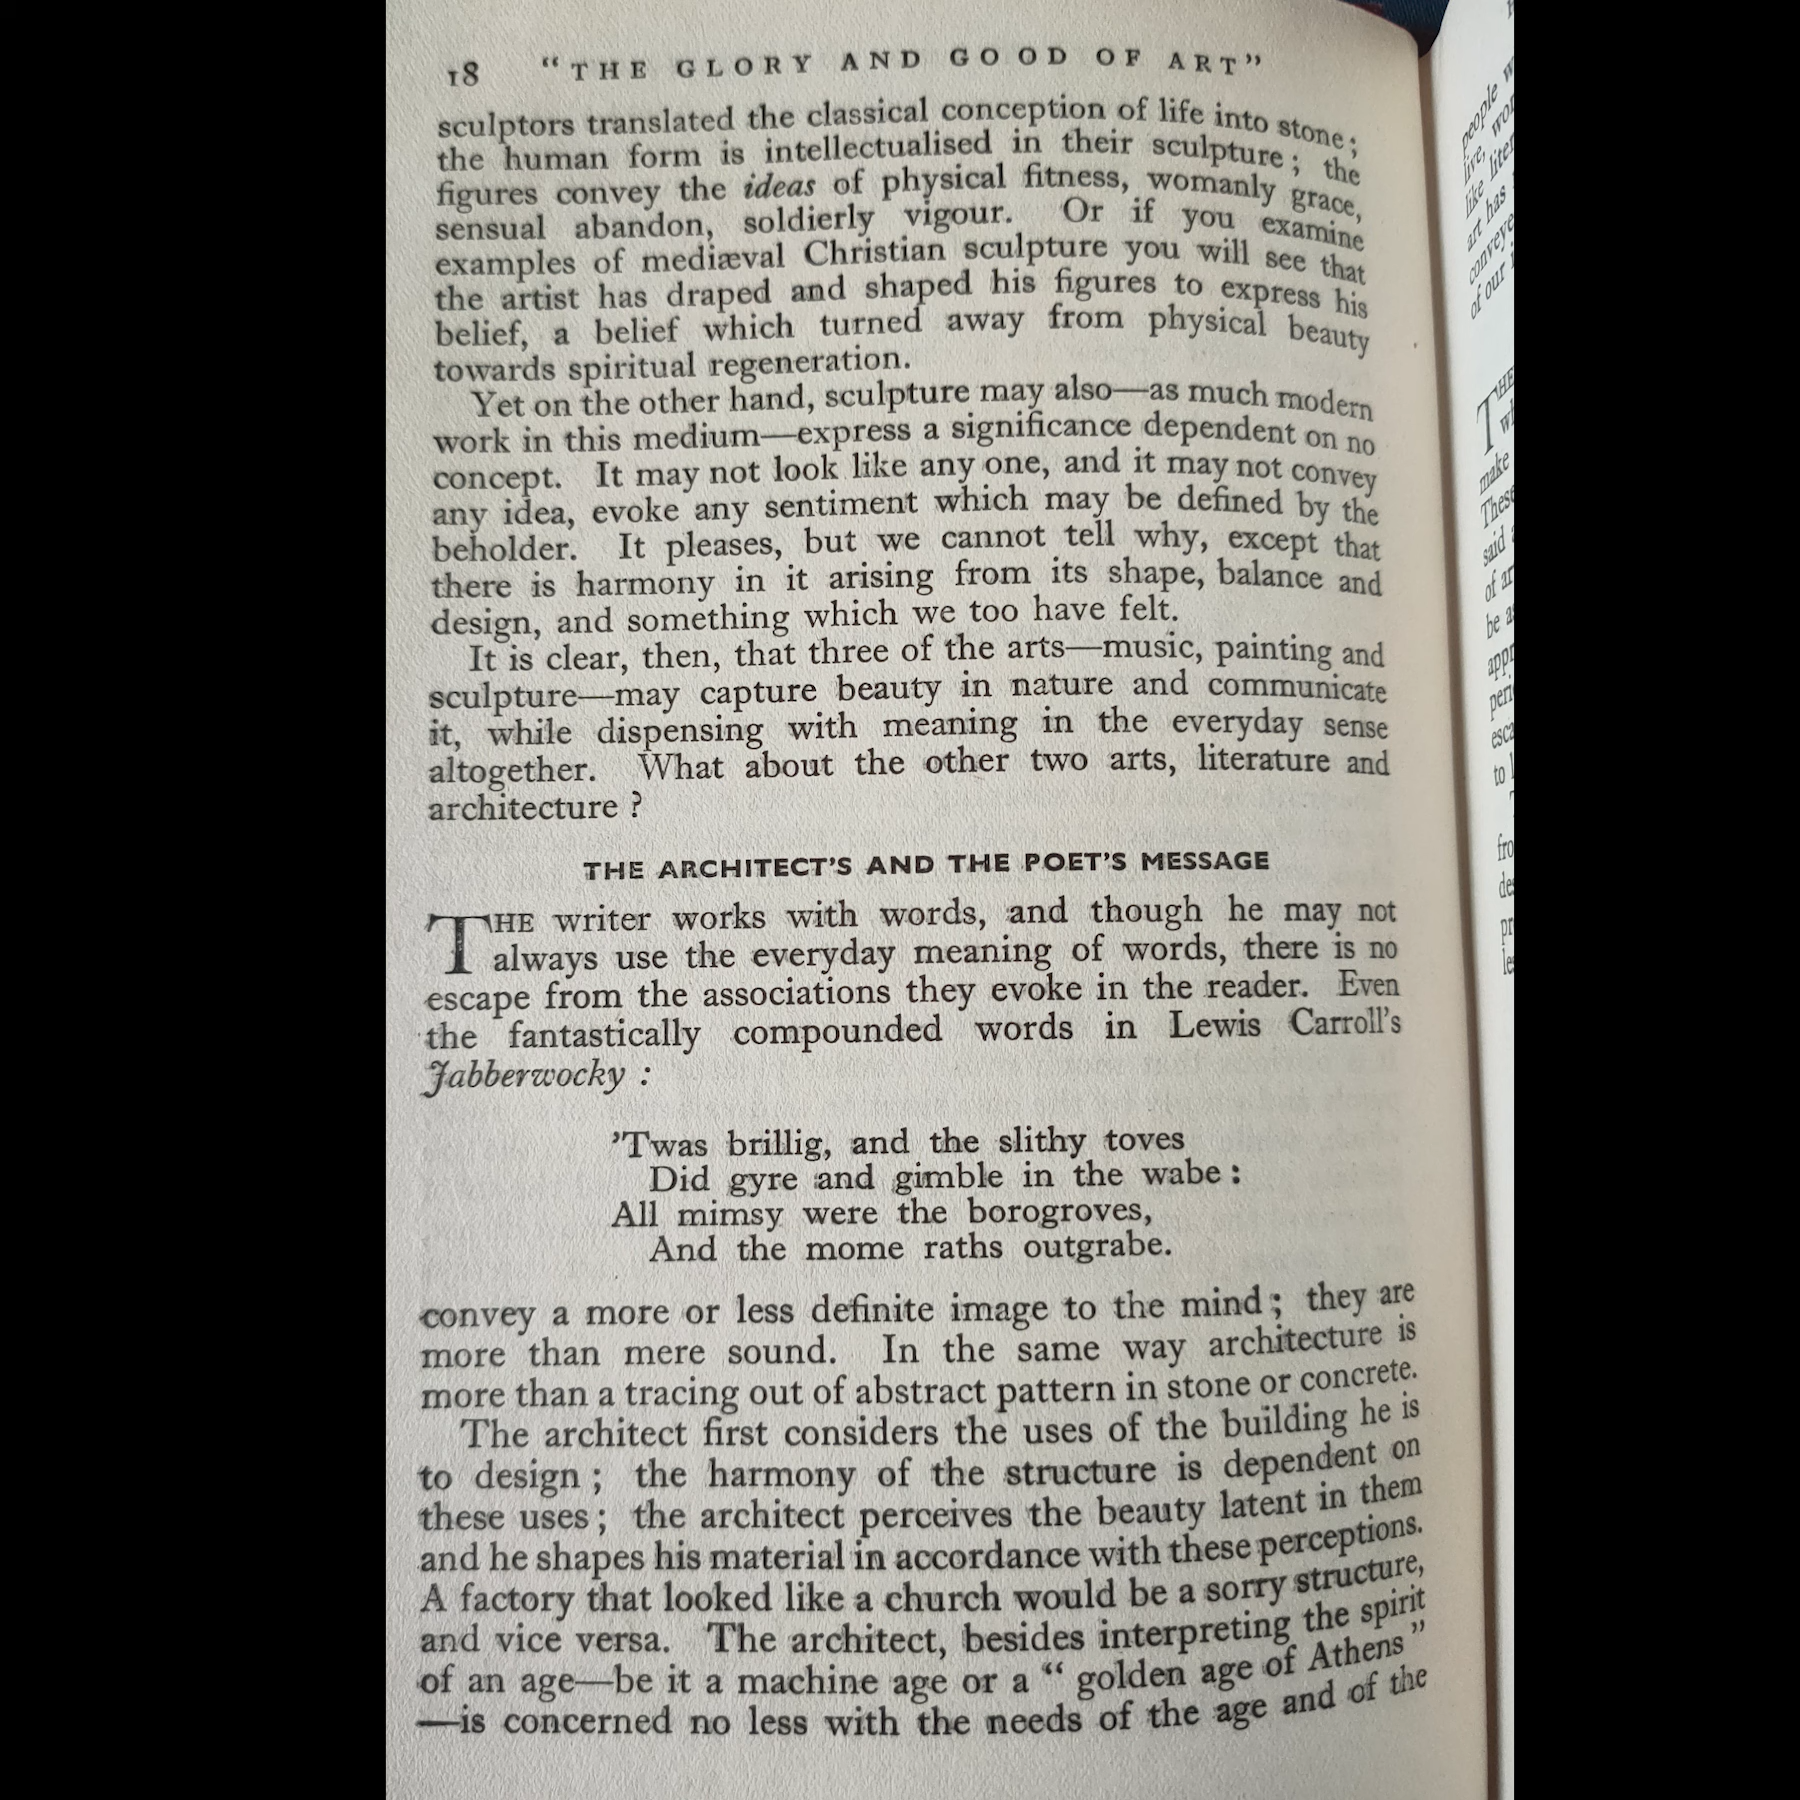 18 “THE GLORY AND GOOD OF ART”
sculptors translated the classical conception of life into stone ;
the human form is intellectualised in their sculpture ; the
figures convey the ideas of physical fitness, womanly grace,
sensual abandon, soldierly vigour. Or if you examine
examples of mediæval Christian sculpture you will see that
the artist has draped and shaped his figures to express his
belief, a belief which turned away from physical beauty
towards spiritual regeneration.
Yet on the other hand, sculpture may also—as much modern
work in this medium—express a significance dependent on no
concept. It may not look like any one, and it may not convey
any idea, evoke any sentiment which may be defined by the
beholder. It pleases, but we cannot tell why, except that
there is harmony in it arising from its shape, balance and
design, and something which we too have felt.
It is clear, then, that three of the arts—music, painting and
sculpture—may capture beauty in nature and communicate
it, while dispensing with meaning in the everyday sense
altogether. What about the other two arts, literature and
architecture ?
THE ARCHITECT’S AND THE POET’S MESSAGE
THE writer works with words, and though he may not
always use the everyday meaning of words, there is no
escape from the associations they evoke in the reader. Even
the fantastically compounded words in Lewis Carroll’s
Jabberwocky :
’Twas brillig, and the slithy toves
Did gyre and gimble in the wabe :
All mimsy were the borogroves,
And the mome raths outgrabe.
convey a more or less definite image to the mind ; they are
more than mere sound. In the same way architecture is
more than a tracing out of abstract pattern in stone or concrete.
The architect first considers the uses of the building he is
to design ; the harmony of the structure is dependent on
these uses ; the architect perceives the beauty latent in them
and he shapes his material in accordance with these perceptions.
A factory that looked like a church would be a sorry structure,
and vice versa. The architect, besides interpreting the spirit
of an age—be it a machine age or a “ golden age of Athens ”
—is concerned no less with the needs of the age and of the
people
live,
like
art has
of our
THE
make
said
of
be
to